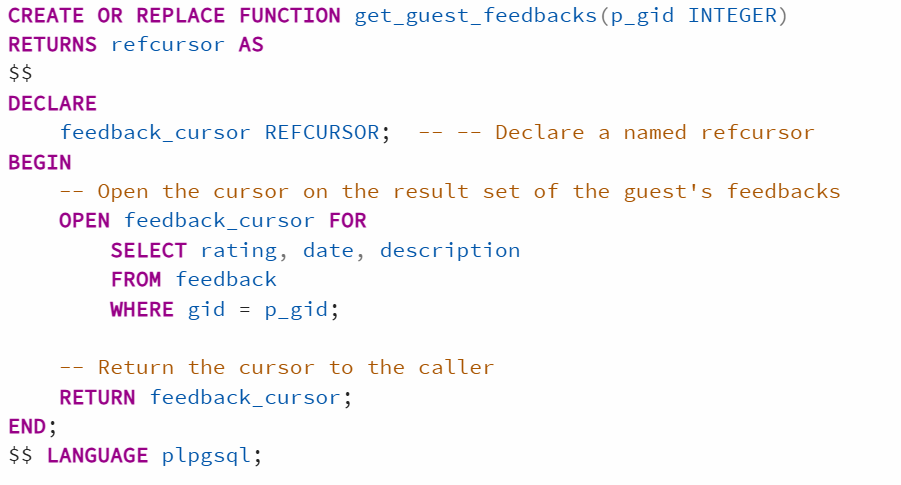 CREATE OR REPLACE FUNCTION get_guest_feedbacks(p_gid INTEGER)
RETURNS refcursor AS
$$
DECLARE
    feedback_cursor REFCURSOR;  -- -- Declare a named refcursor
BEGIN
    -- Open the cursor on the result set of the guest's feedbacks
    OPEN feedback_cursor FOR
        SELECT rating, date, description
        FROM feedback
        WHERE gid = p_gid;

    -- Return the cursor to the caller
    RETURN feedback_cursor;
END;
$$ LANGUAGE plpgsql;